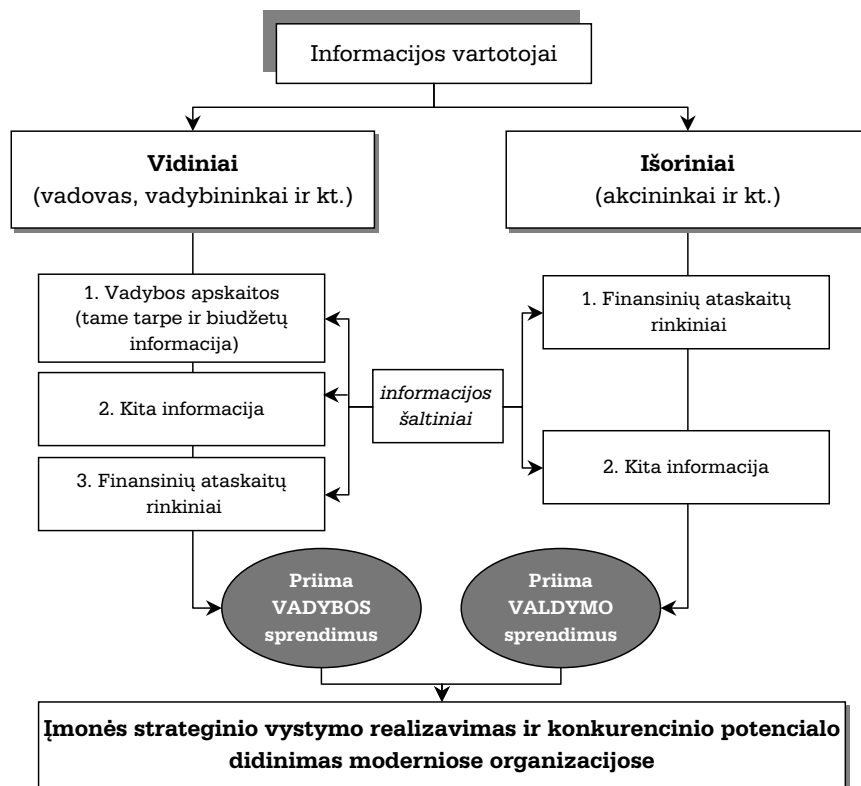 Informacijos vartotojai
Vidiniai
(vadovas, vadybininkai ir kt.)
Išoriniai
(akcininkai ir kt.)
1. Vadybos apskaitos
(tame tarpe ir biudžetų
informacija)
2. Kita informacija
3. Finansinių ataskaitų
rinkiniai
informacijos
šaltiniai
1. Finansinių ataskaitų
rinkiniai
2. Kita informacija
Priima
VADYBOS
sprendimus
Priima
VALDYMO
sprendimus
Įmonės strateginio vystymo realizavimas ir konkurencinio potencialo
didinimas moderniose organizacijose